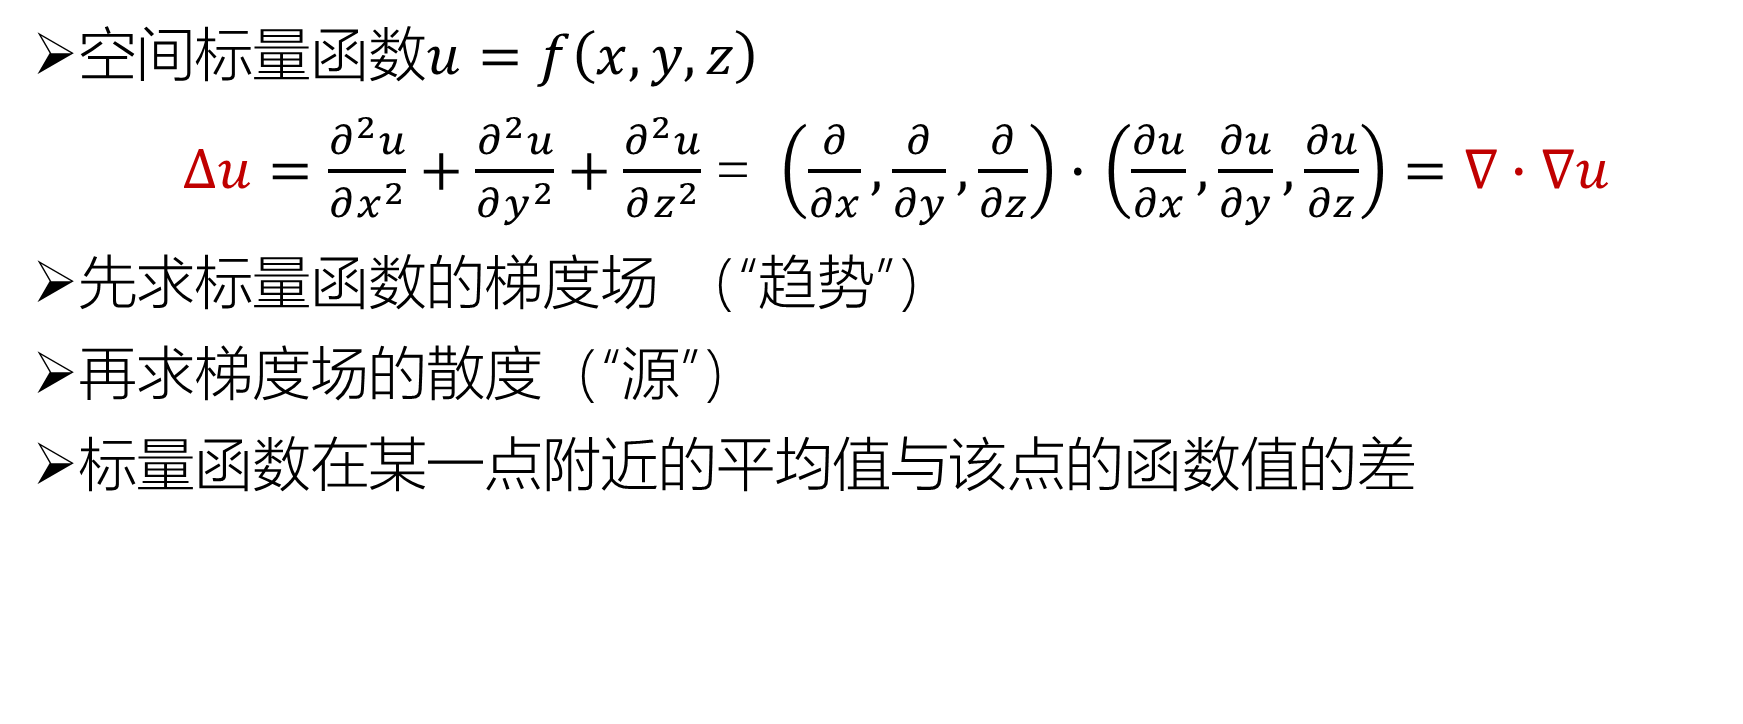 ➢空间标量函数u = f(x, y, z)
Δu = ∂²u/∂x² + ∂²u/∂y² + ∂²u/∂z² = (∂/∂x, ∂/∂y, ∂/∂z) · (∂u/∂x, ∂u/∂y, ∂u/∂z) = ∇ · ∇u
➢先求标量函数的梯度场 （“趋势”）
➢再求梯度场的散度（“源”）
➢标量函数在某一点附近的平均值与该点的函数值的差